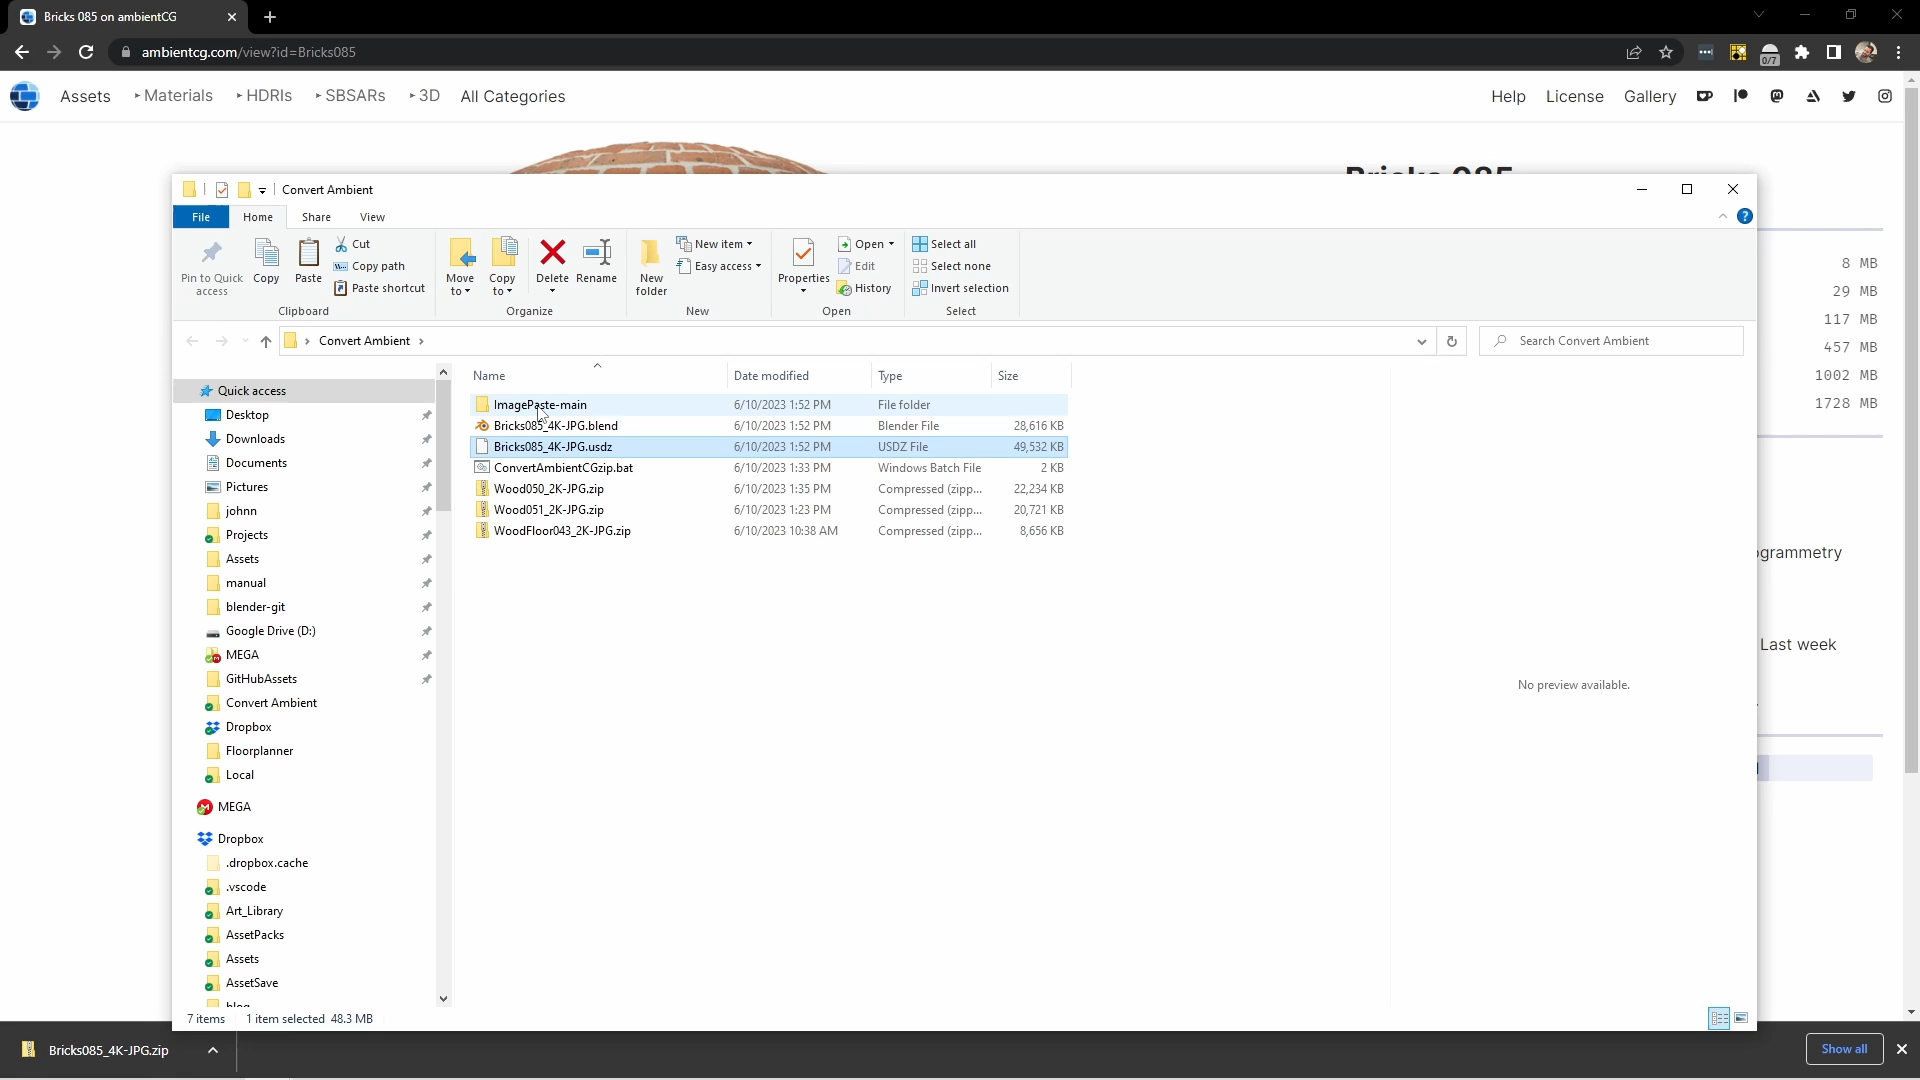 Bricks 085 on ambientCG
ambientcg.com/view?id=Bricks085
0/7
Assets Materials HDRIs SBSARs 3D All Categories
Help License Gallery
Bricks 085
Convert Ambient
File Home Share View
Pin to Quick access
Copy
Paste
Cut
Copy path
Paste shortcut
Clipboard
Move to
Copy to
Delete
Rename
Organize
New folder
New item
Easy access
New
Properties
Open
Edit
History
Open
Select all
Select none
Invert selection
Select
Convert Ambient
Search Convert Ambient
Name Date modified Type Size
ImagePaste-main 6/10/2023 1:52 PM File folder
Bricks085_4K-JPG.blend 6/10/2023 1:52 PM Blender File 28,616 KB
Bricks085_4K-JPG.usdz 6/10/2023 1:52 PM USDZ File 49,532 KB
ConvertAmbientCGzip.bat 6/10/2023 1:33 PM Windows Batch File 2 KB
Wood050_2K-JPG.zip 6/10/2023 1:35 PM Compressed (zipp... 22,234 KB
Wood051_2K-JPG.zip 6/10/2023 1:23 PM Compressed (zipp... 20,721 KB
WoodFloor043_2K-JPG.zip 6/10/2023 10:38 AM Compressed (zipp... 8,656 KB
Quick access
Desktop
Downloads
Documents
Pictures
johnn
Projects
Assets
manual
blender-git
Google Drive (D:)
MEGA
GitHubAssets
Convert Ambient
Dropbox
Floorplanner
Local
MEGA
Dropbox
.dropbox.cache
.vscode
Art_Library
AssetPacks
Assets
AssetSave
No preview available.
7 items 1 item selected 48.3 MB
8 MB
29 MB
117 MB
457 MB
1002 MB
1728 MB
ogrammetry
Last week
Bricks085_4K-JPG.zip
Show all